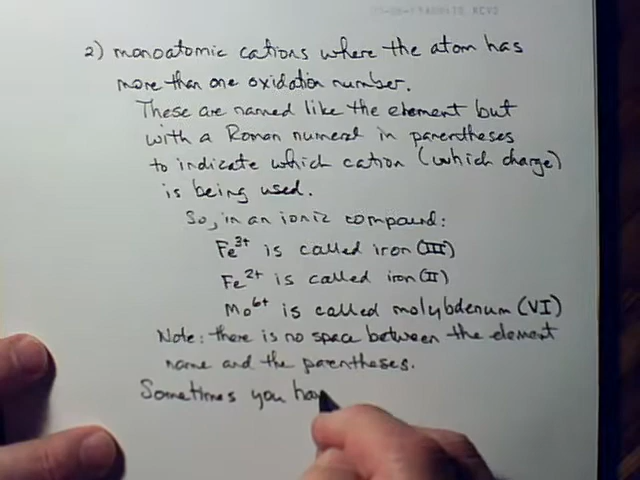 2) monoatomic cations where the atom has
more than one oxidation number.
These are named like the element but
with a Roman numeral in parentheses
to indicate which cation (which charge)
is being used.
So, in an ionic compound:
Fe³⁺ is called iron(III)
Fe²⁺ is called iron(II)
Mo⁶⁺ is called molybdenum(VI)
Note: there is no space between the element
name and the parentheses.
Sometimes you hav